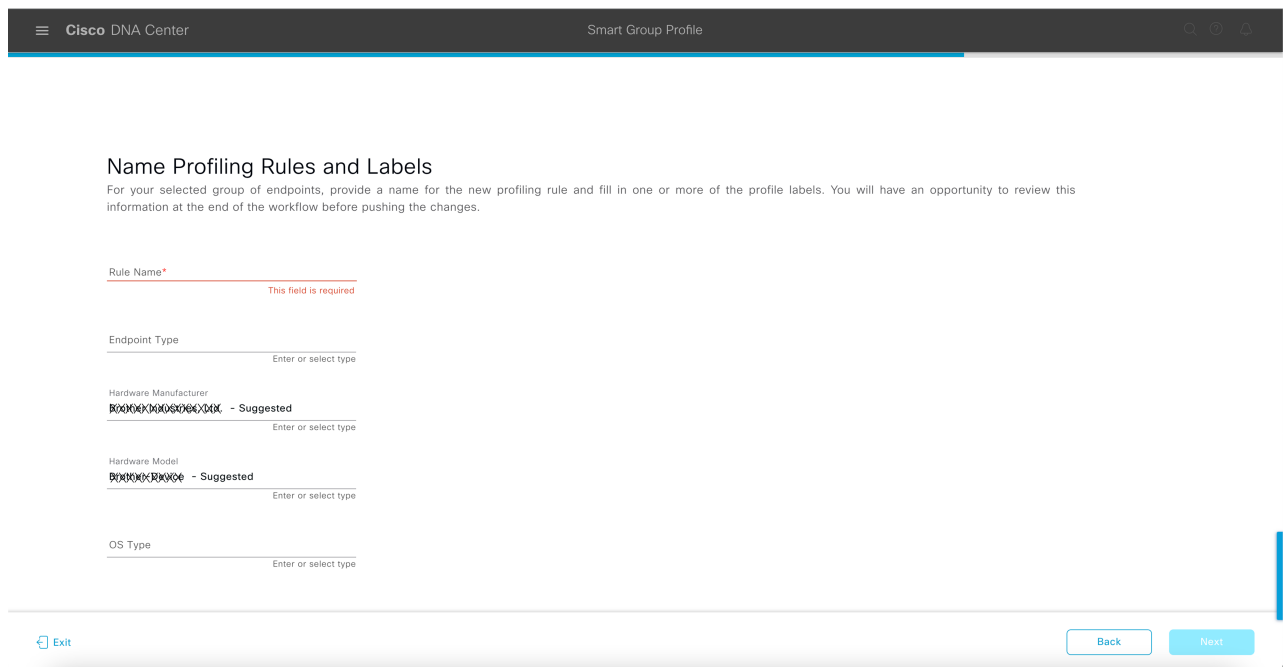 Cisco DNA Center
Smart Group Profile
Name Profiling Rules and Labels
For your selected group of endpoints, provide a name for the new profiling rule and fill in one or more of the profile labels. You will have an opportunity to review this
information at the end of the workflow before pushing the changes.
Rule Name*
This field is required
Endpoint Type
Enter or select type
Hardware Manufacturer
- Suggested
Enter or select type
Hardware Model
- Suggested
Enter or select type
OS Type
Enter or select type
Exit
Back
Next